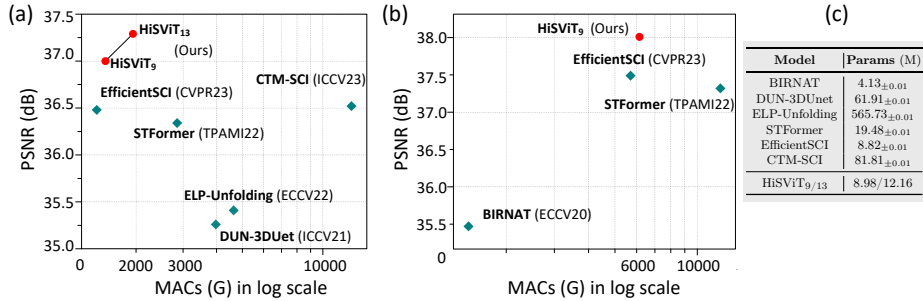 (a)
37.5
37.0
36.5
36.0
35.5
35.0
PSNR (dB)
HiSViT13
(Ours)
HiSViT9
CTM-SCI (ICCV23)
EfficientSCI (CVPR23)
STFormer (TPAMI22)
ELP-Unfolding (ECCV22)
DUN-3DUet (ICCV21)
0 2000 3000 10000
MACs (G) in log scale
(b)
38.0
37.5
37.0
36.5
36.0
35.5
0
PSNR (dB)
HiSViT9 (Ours)
EfficientSCI (CVPR23)
STFormer (TPAMI22)
BIRNAT (ECCV20)
6000 10000
MACs (G) in log scale
(c)
Model Params (M)
BIRNAT 4.13±0.01
DUN-3DUnet 61.91±0.01
ELP-Unfolding 565.73±0.01
STFormer 19.48±0.01
EfficientSCI 8.82±0.01
CTM-SCI 81.81±0.01
HiSViT9/13 8.98/12.16